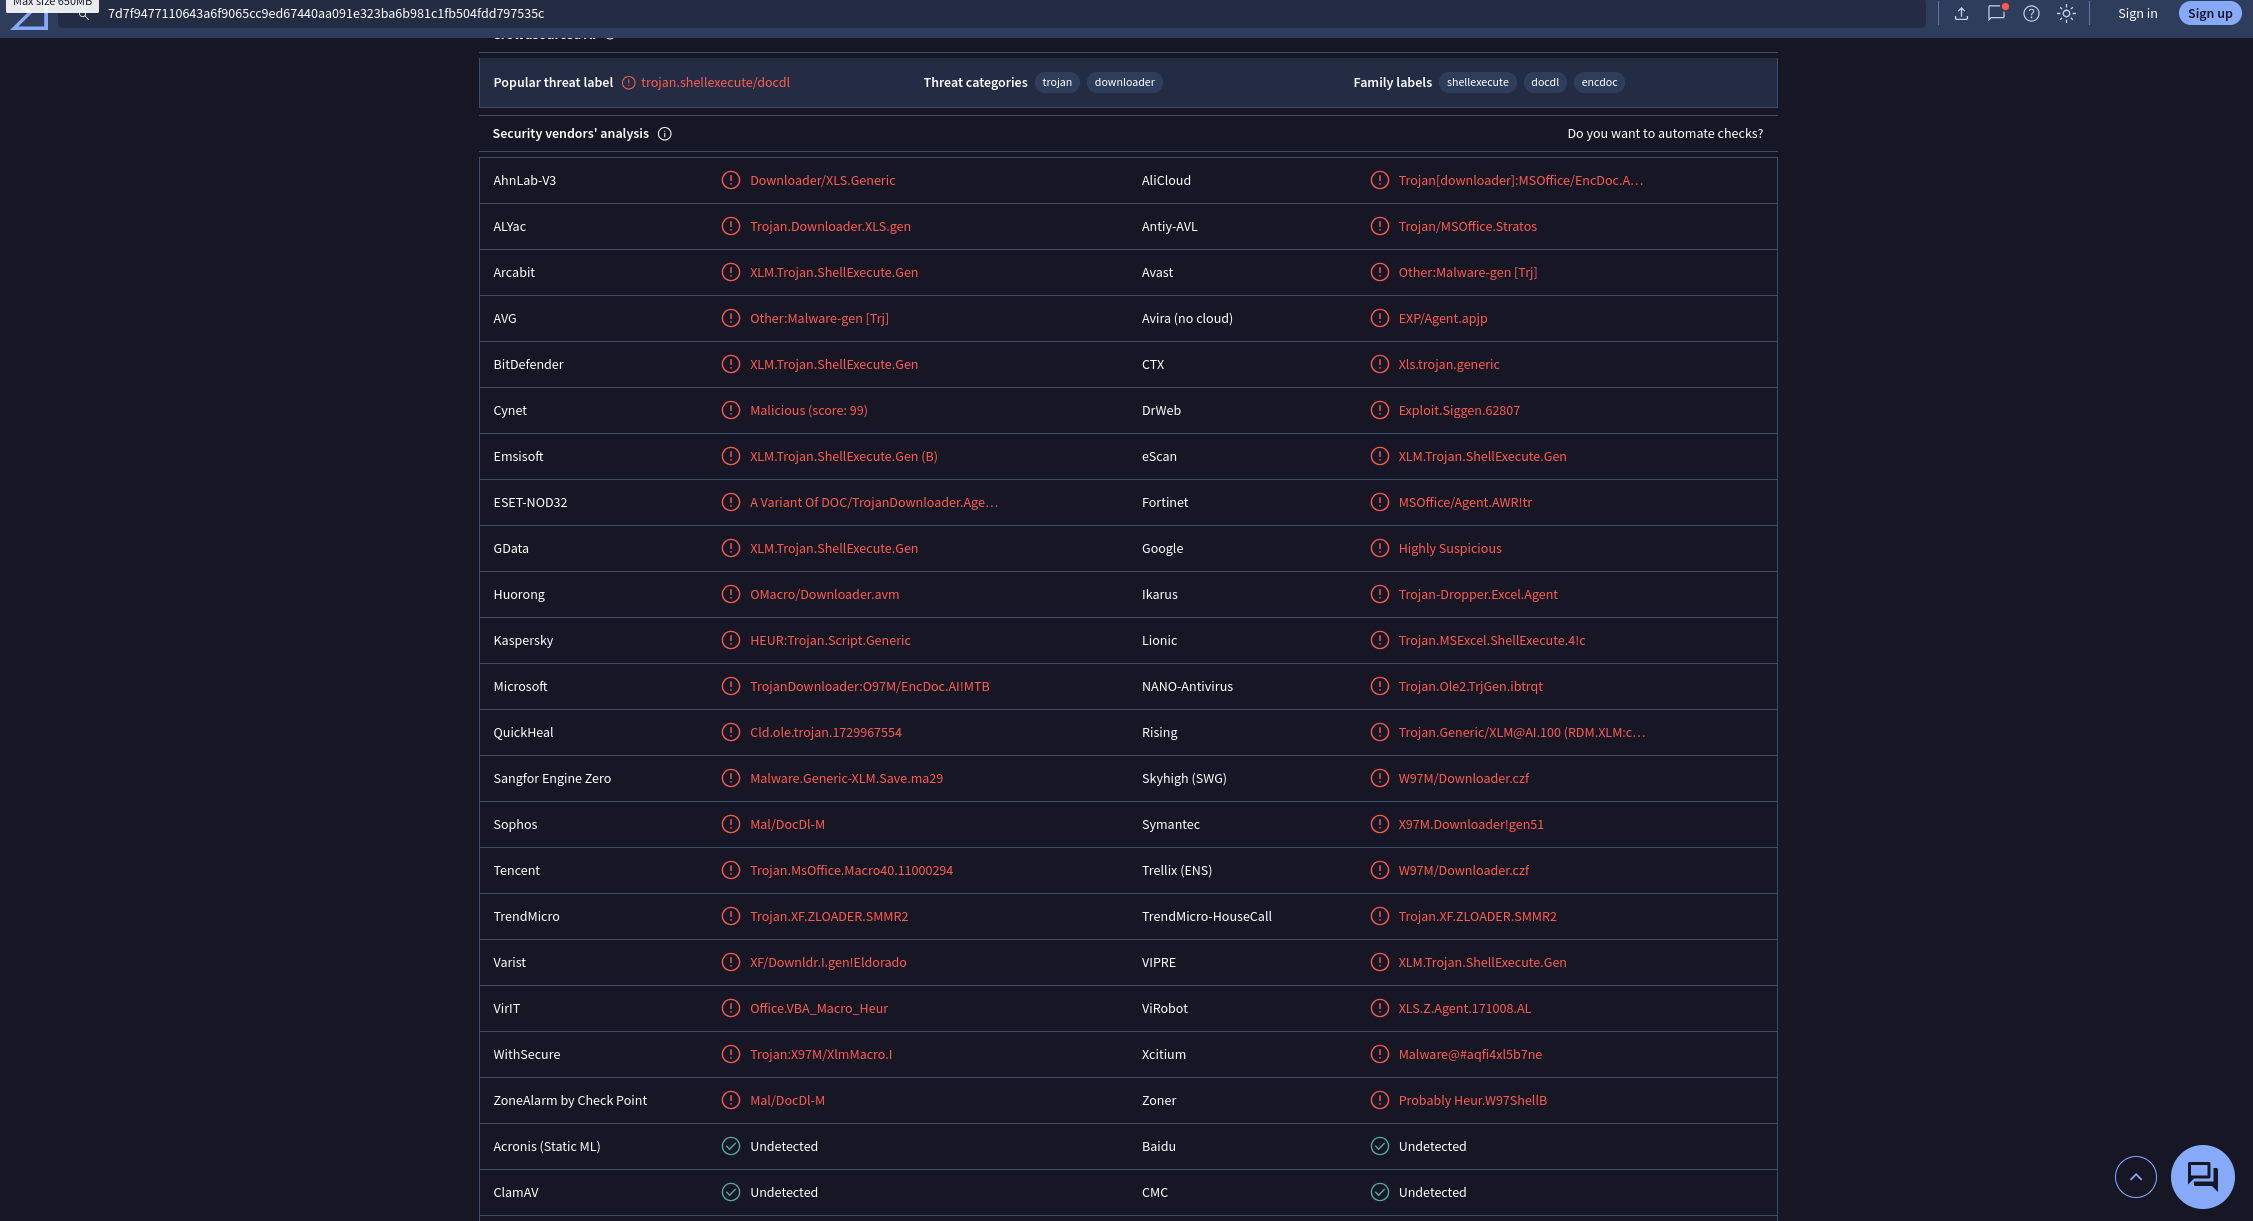 Max size 650MB
7d7f9477110643a6f9065cc9ed67440aa091e323ba6b981c1fb504fdd797535c
Sign in
Sign up
Popular threat label trojan.shellexecute/docdl Threat categories trojan downloader Family labels shellexecute docdl encdoc
Security vendors' analysis Do you want to automate checks?
AhnLab-V3 Downloader/XLS.Generic AliCloud Trojan[downloader]:MSOffice/EncDoc.A…
ALYac Trojan.Downloader.XLS.gen Antiy-AVL Trojan/MSOffice.Stratos
Arcabit XLM.Trojan.ShellExecute.Gen Avast Other:Malware-gen [Trj]
AVG Other:Malware-gen [Trj] Avira (no cloud) EXP/Agent.apjp
BitDefender XLM.Trojan.ShellExecute.Gen CTX Xls.trojan.generic
Cynet Malicious (score: 99) DrWeb Exploit.Siggen.62807
Emsisoft XLM.Trojan.ShellExecute.Gen (B) eScan XLM.Trojan.ShellExecute.Gen
ESET-NOD32 A Variant Of DOC/TrojanDownloader.Age… Fortinet MSOffice/Agent.AWR!tr
GData XLM.Trojan.ShellExecute.Gen Google Highly Suspicious
Huorong OMacro/Downloader.avm Ikarus Trojan-Dropper.Excel.Agent
Kaspersky HEUR:Trojan.Script.Generic Lionic Trojan.MSExcel.ShellExecute.4!c
Microsoft TrojanDownloader:O97M/EncDoc.AI!MTB NANO-Antivirus Trojan.Ole2.TrjGen.ibtrqt
QuickHeal Cld.ole.trojan.1729967554 Rising Trojan.Generic/XLM@AI.100 (RDM.XLM:c…
Sangfor Engine Zero Malware.Generic-XLM.Save.ma29 Skyhigh (SWG) W97M/Downloader.czf
Sophos Mal/DocDl-M Symantec X97M.Downloader!gen51
Tencent Trojan.MsOffice.Macro40.11000294 Trellix (ENS) W97M/Downloader.czf
TrendMicro Trojan.XF.ZLOADER.SMMR2 TrendMicro-HouseCall Trojan.XF.ZLOADER.SMMR2
Varist XF/Downldr.I.gen!Eldorado VIPRE XLM.Trojan.ShellExecute.Gen
VirIT Office.VBA_Macro_Heur ViRobot XLS.Z.Agent.171008.AL
WithSecure Trojan:X97M/XlmMacro.I Xcitium Malware@#aqfi4xl5b7ne
ZoneAlarm by Check Point Mal/DocDl-M Zoner Probably Heur.W97ShellB
Acronis (Static ML) Undetected Baidu Undetected
ClamAV Undetected CMC Undetected